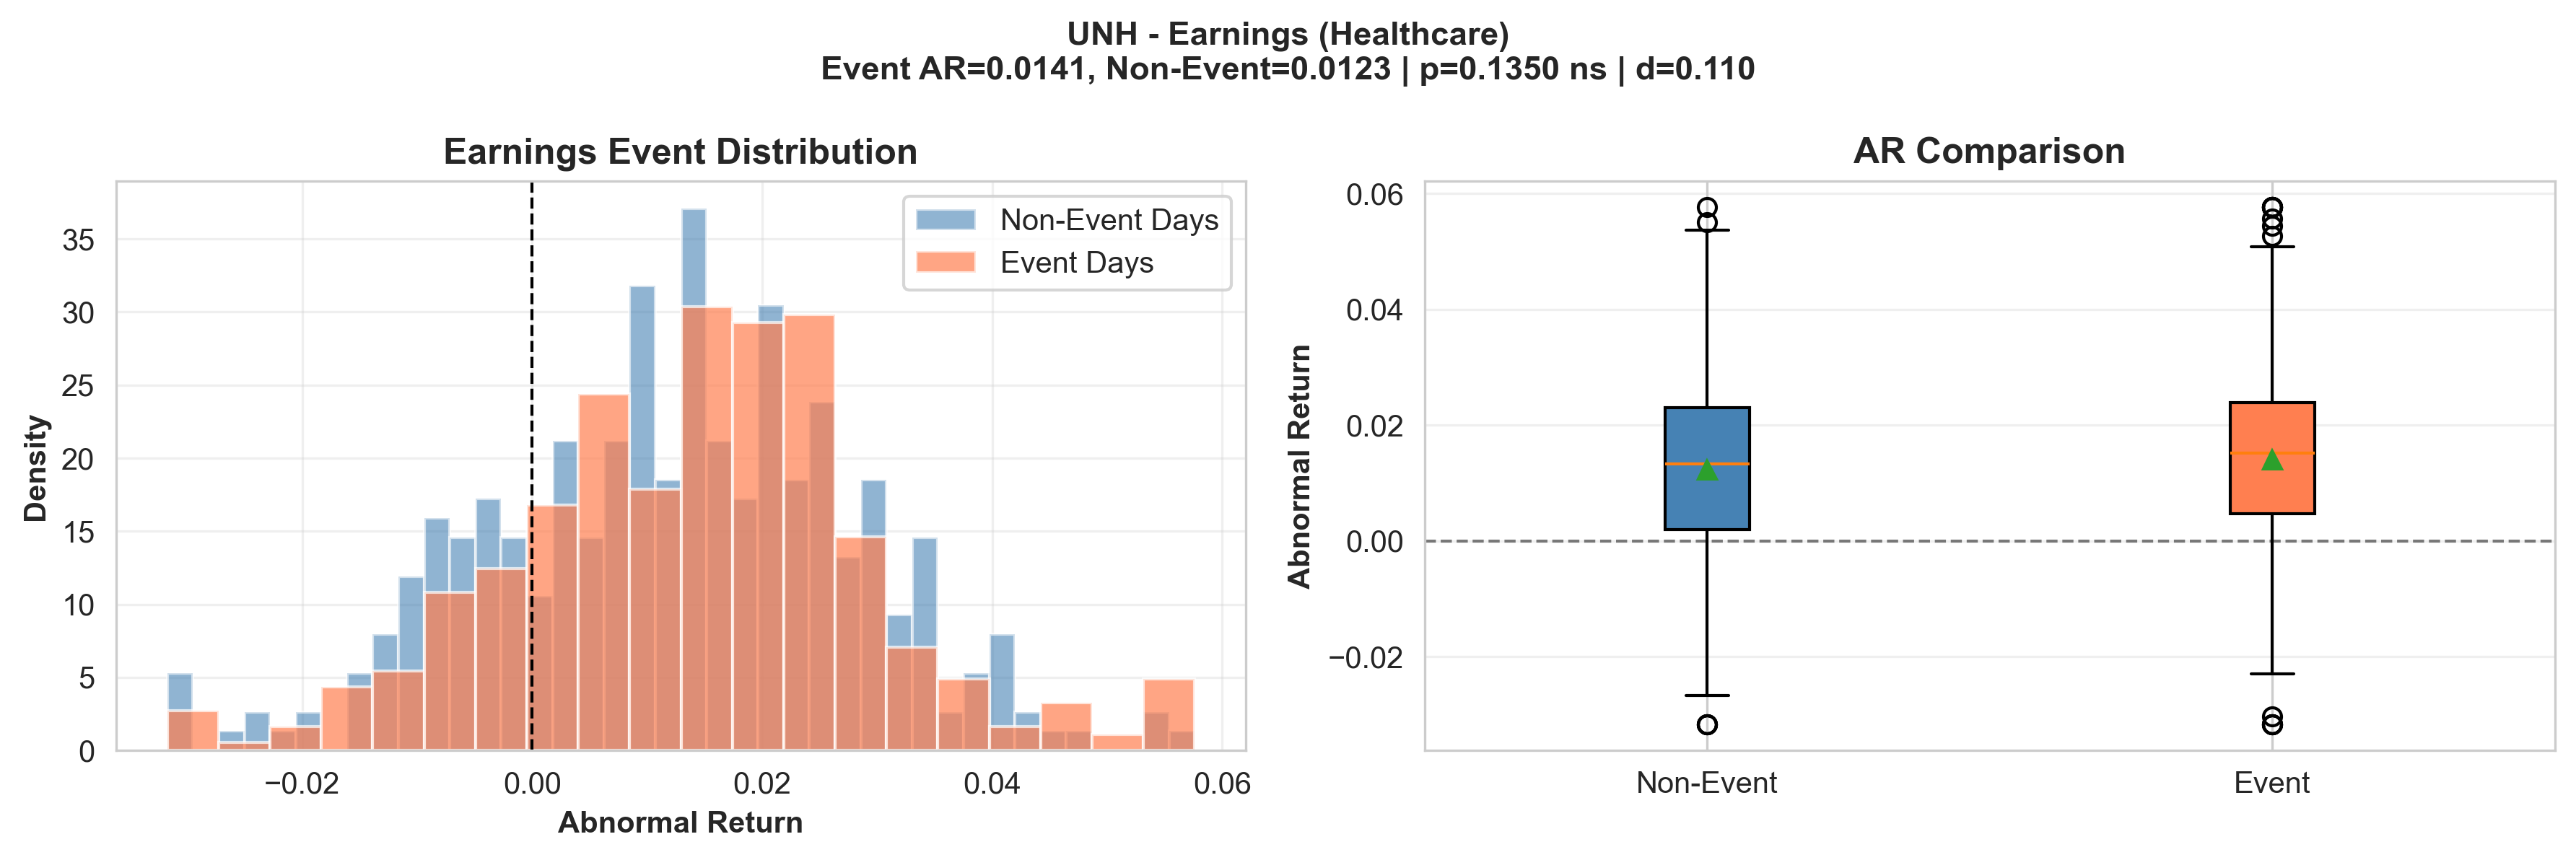 UNH - Earnings (Healthcare)
Event AR=0.0141, Non-Event=0.0123 | p=0.1350 ns | d=0.110
Earnings Event Distribution
Density
35
30
25
20
15
10
5
0
Non-Event Days
Event Days
−0.02
0.00
0.02
0.04
0.06
Abnormal Return
AR Comparison
Abnormal Return
0.06
0.04
0.02
0.00
−0.02
Non-Event
Event